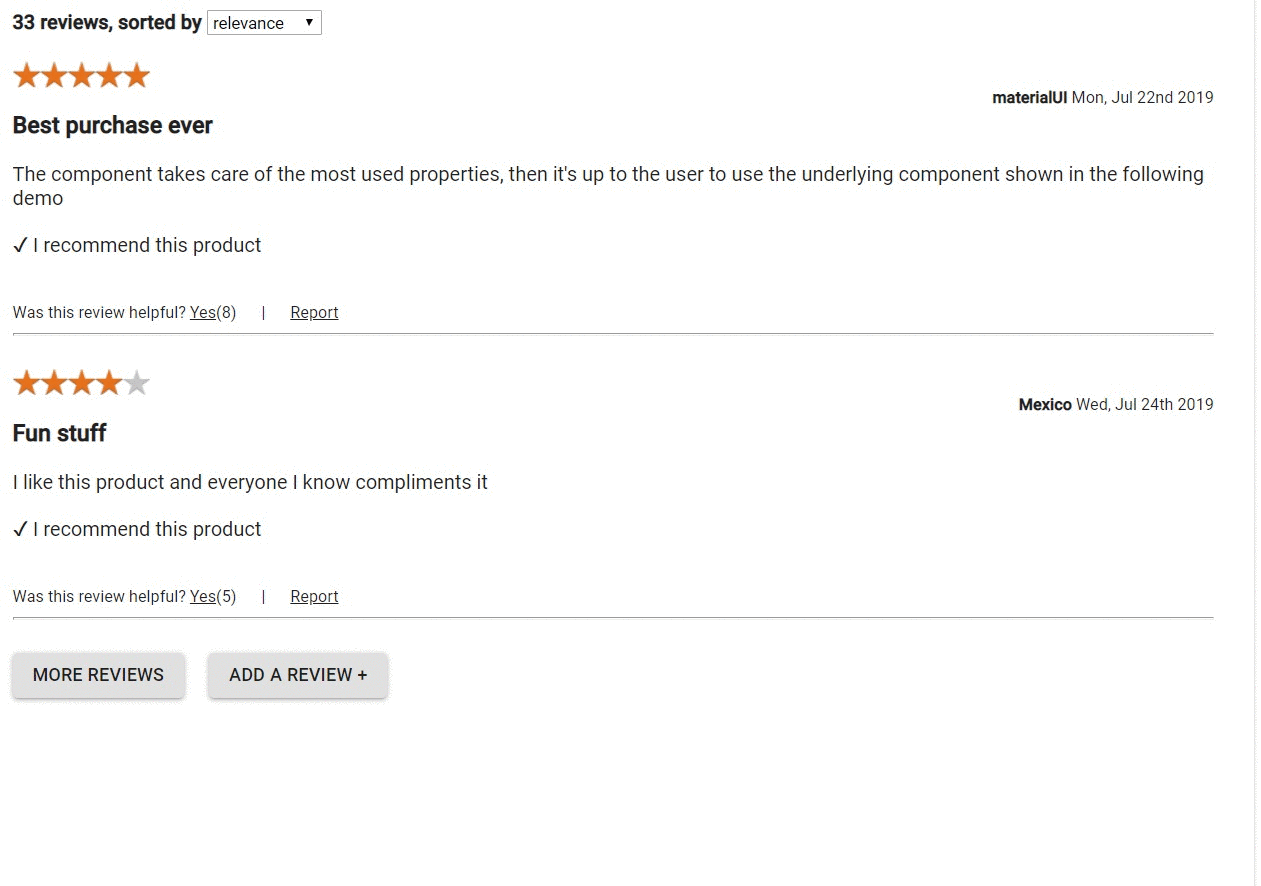 33 reviews, sorted by relevance
materialUI Mon, Jul 22nd 2019
Best purchase ever
The component takes care of the most used properties, then it's up to the user to use the underlying component shown in the following
demo
✓ I recommend this product
Was this review helpful? Yes(8) | Report
Mexico Wed, Jul 24th 2019
Fun stuff
I like this product and everyone I know compliments it
✓ I recommend this product
Was this review helpful? Yes(5) | Report
MORE REVIEWS ADD A REVIEW +